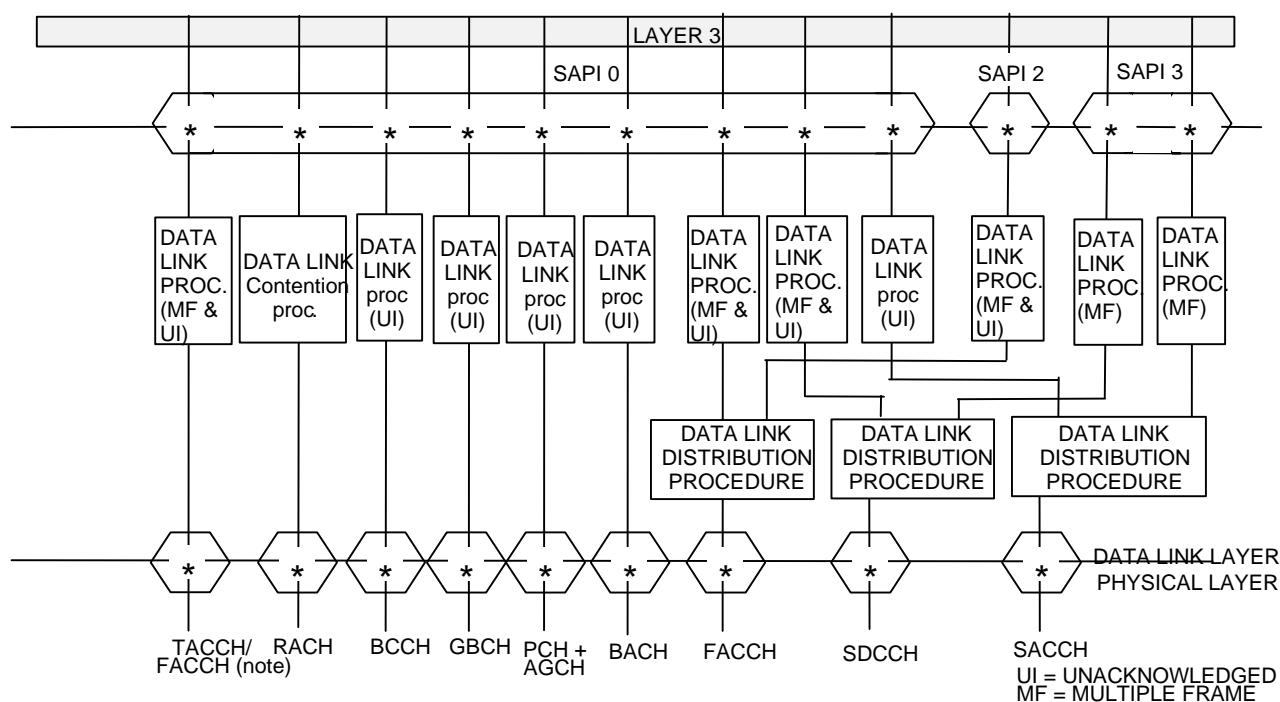 LAYER 3
SAPI 0
SAPI 2
SAPI 3
* * * * * * * * * * * *
DATA
LINK
PROC.
(MF &
UI)
DATA LINK
Contention
proc.
DATA
LINK
proc
(UI)
DATA
LINK
proc
(UI)
DATA
LINK
proc
(UI)
DATA
LINK
proc
(UI)
DATA
LINK
PROC.
(MF &
UI)
DATA
LINK
PROC.
(MF &
UI)
DATA
LINK
proc
(UI)
DATA
LINK
PROC.
(MF &
UI)
DATA
LINK
PROC.
(MF)
DATA
LINK
PROC.
(MF)
DATA LINK
DISTRIBUTION
PROCEDURE
DATA LINK
DISTRIBUTION
PROCEDURE
DATA LINK
DISTRIBUTION
PROCEDURE
* * * * * * * * *
DATA LINK LAYER
PHYSICAL LAYER
TACCH/
FACCH (note)
RACH
BCCH
GBCH
PCH +
AGCH
BACH
FACCH
SDCCH
SACCH
UI = UNACKNOWLEDGED
MF = MULTIPLE FRAME